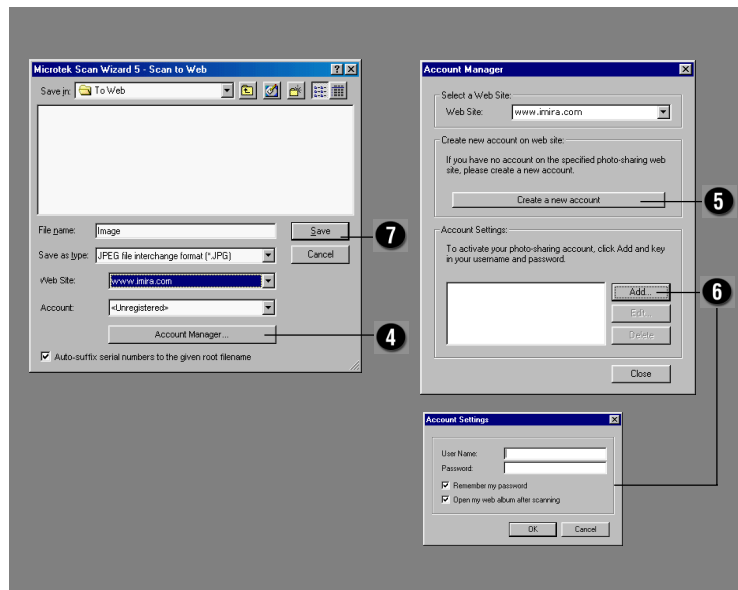 Microtek Scan Wizard 5 - Scan to Web
Save in: To Web
File name: Image
Save
Save as type: JPEG file interchange format (*.JPG)
Cancel
Web Site: www.imira.com
Account: <Unregistered>
Account Manager...
Auto-suffix serial numbers to the given root filename
7
4
Account Manager
Select a Web Site:
Web Site: www.imira.com
Create new account on web site:
If you have no account on the specified photo-sharing web
site, please create a new account.
Create a new account
5
Account Settings:
To activate your photo-sharing account, click Add and key
in your username and password.
Add...
6
Edit...
Delete
Close
Account Settings
User Name:
Password:
Remember my password
Open my web album after scanning
OK
Cancel